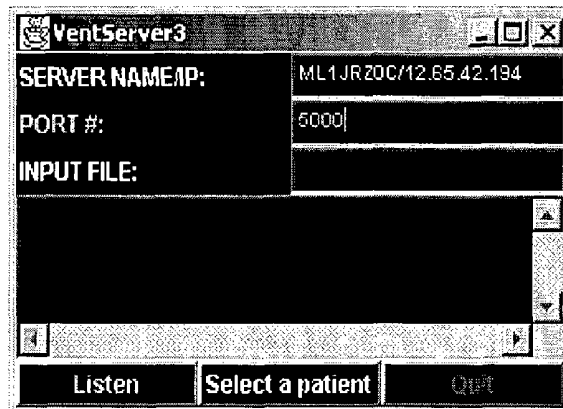 VentServer3
SERVER NAME/IP: ML1JRZ0C/12.65.42.194
PORT #: 5000
INPUT FILE:
Listen Select a patient Quit